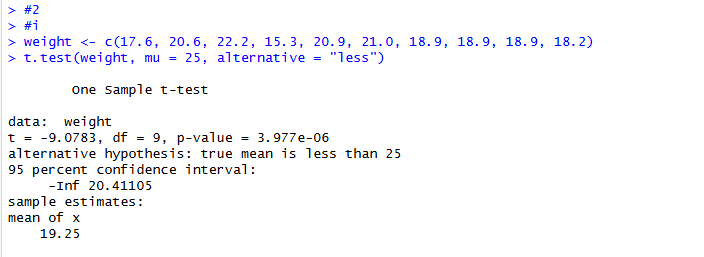 > #2
> #i
> weight <- c(17.6, 20.6, 22.2, 15.3, 20.9, 21.0, 18.9, 18.9, 18.9, 18.2)
> t.test(weight, mu = 25, alternative = "less")
One Sample t-test
data:  weight
t = -9.0783, df = 9, p-value = 3.977e-06
alternative hypothesis: true mean is less than 25
95 percent confidence interval:
-Inf 20.41105
sample estimates:
mean of x
19.25